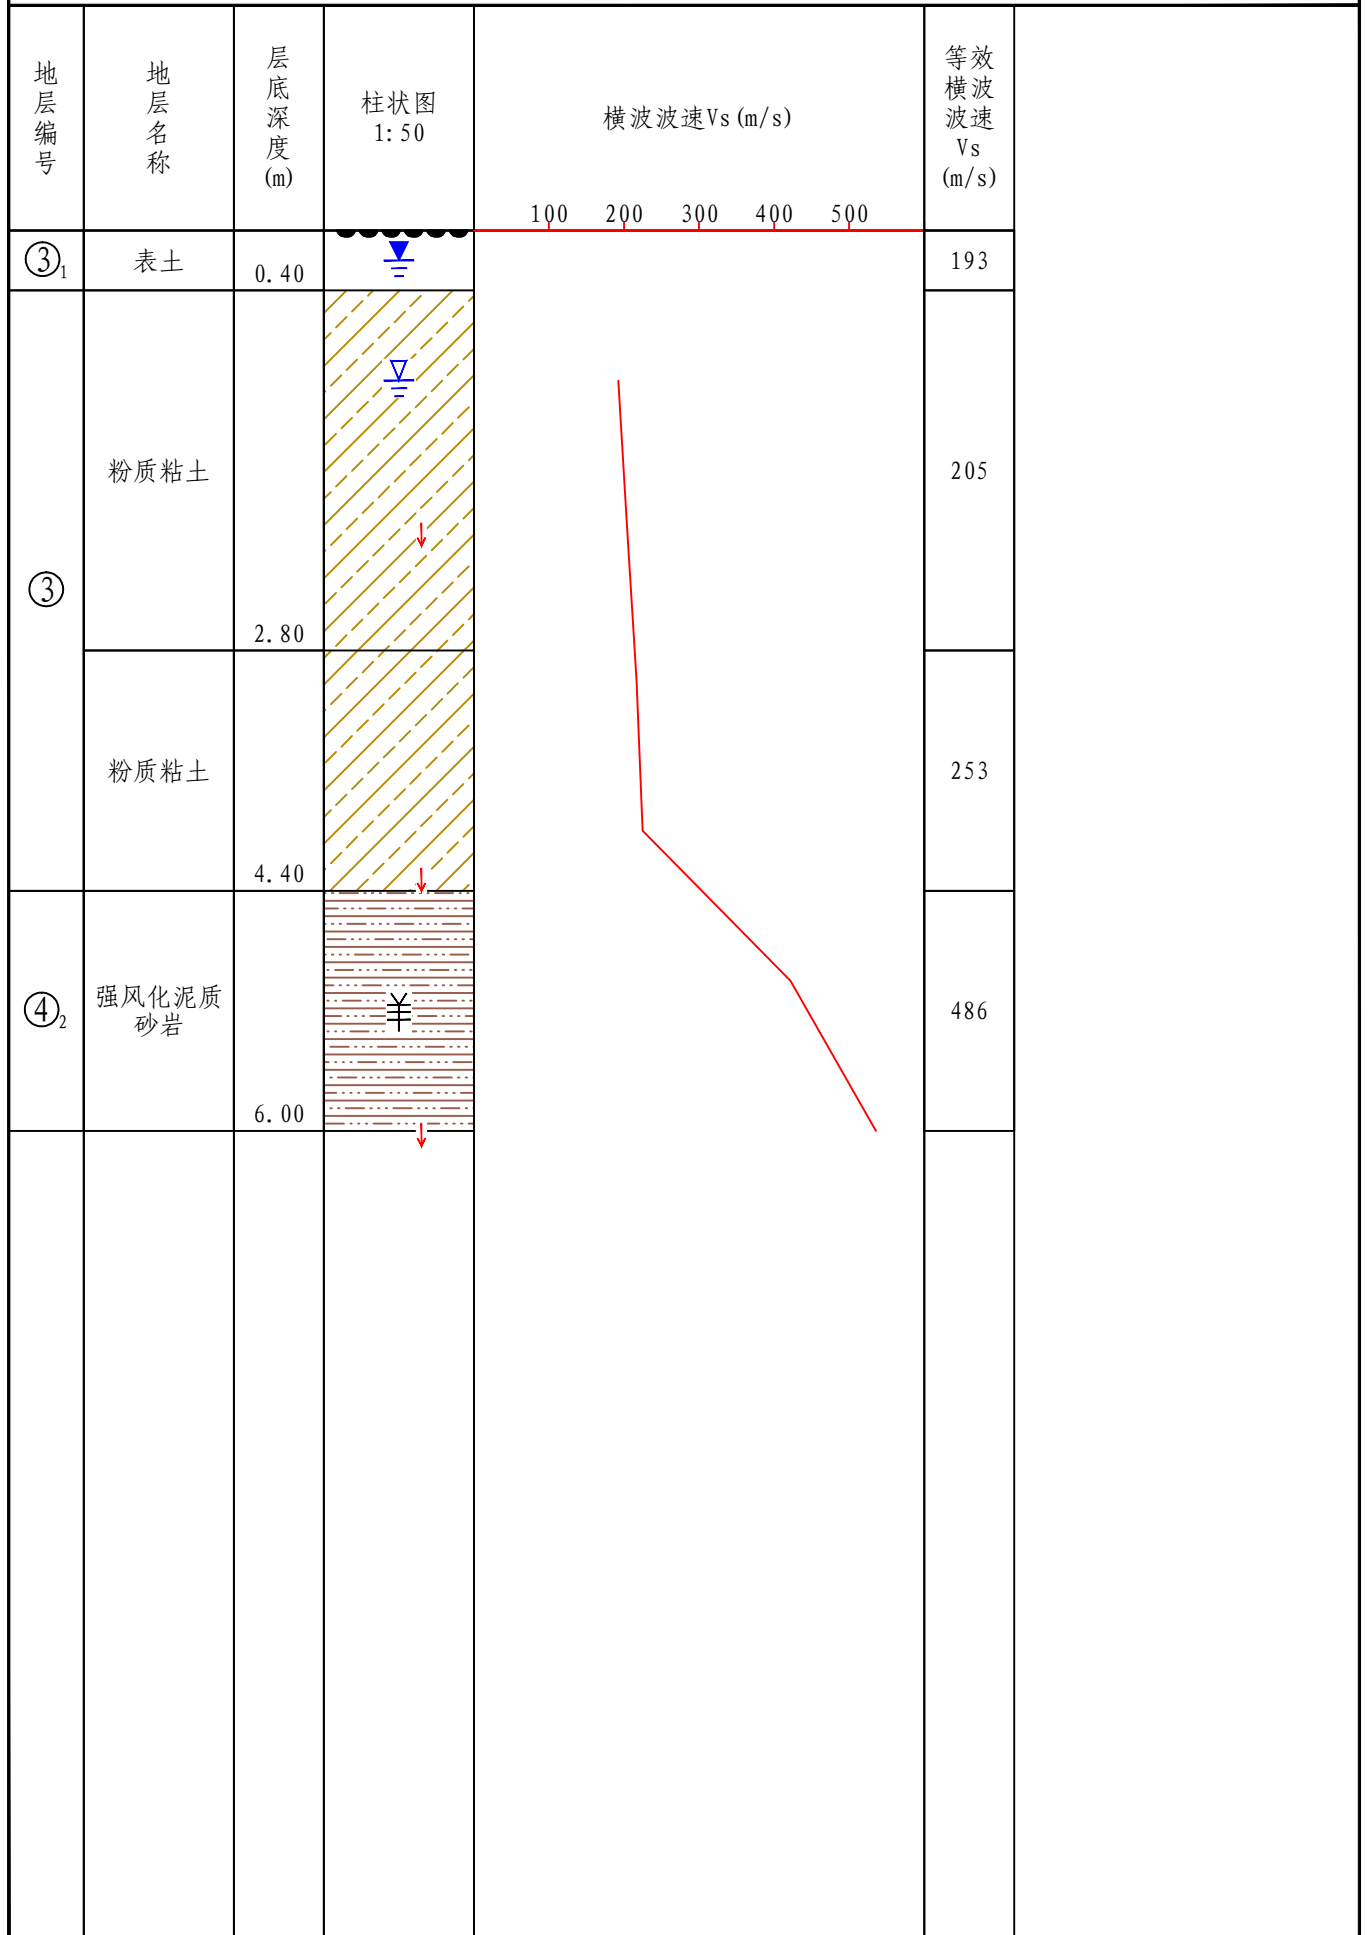 地层编号
地层名称
层底深度(m)
柱状图
1:50
横波波速Vs(m/s)
100 200 300 400 500
等效
横波
波速
Vs
(m/s)
③1
表土
0.40
193
③
粉质粘土
2.80
205
粉质粘土
4.40
253
④2
强风化泥质
砂岩
6.00
486